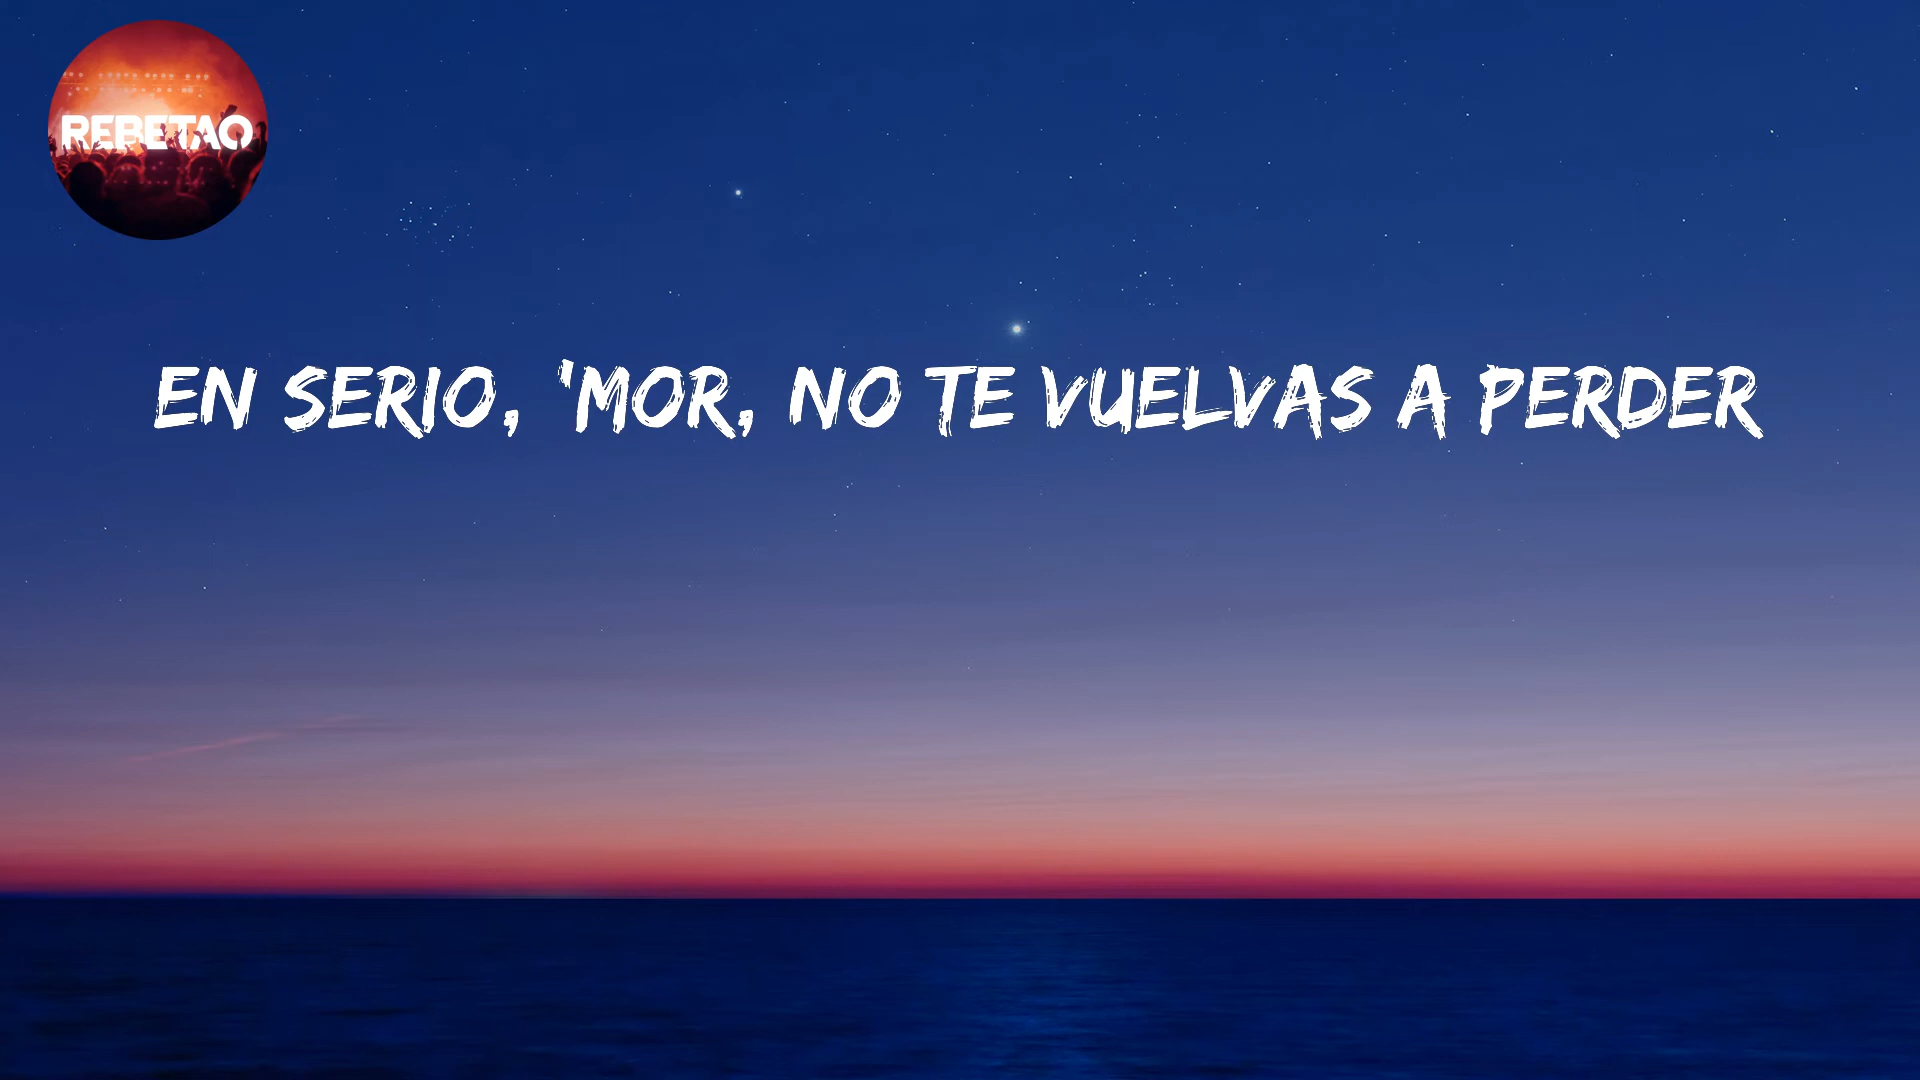 REBETAO
EN SERIO, 'MOR, NO TE VUELVAS A PERDER